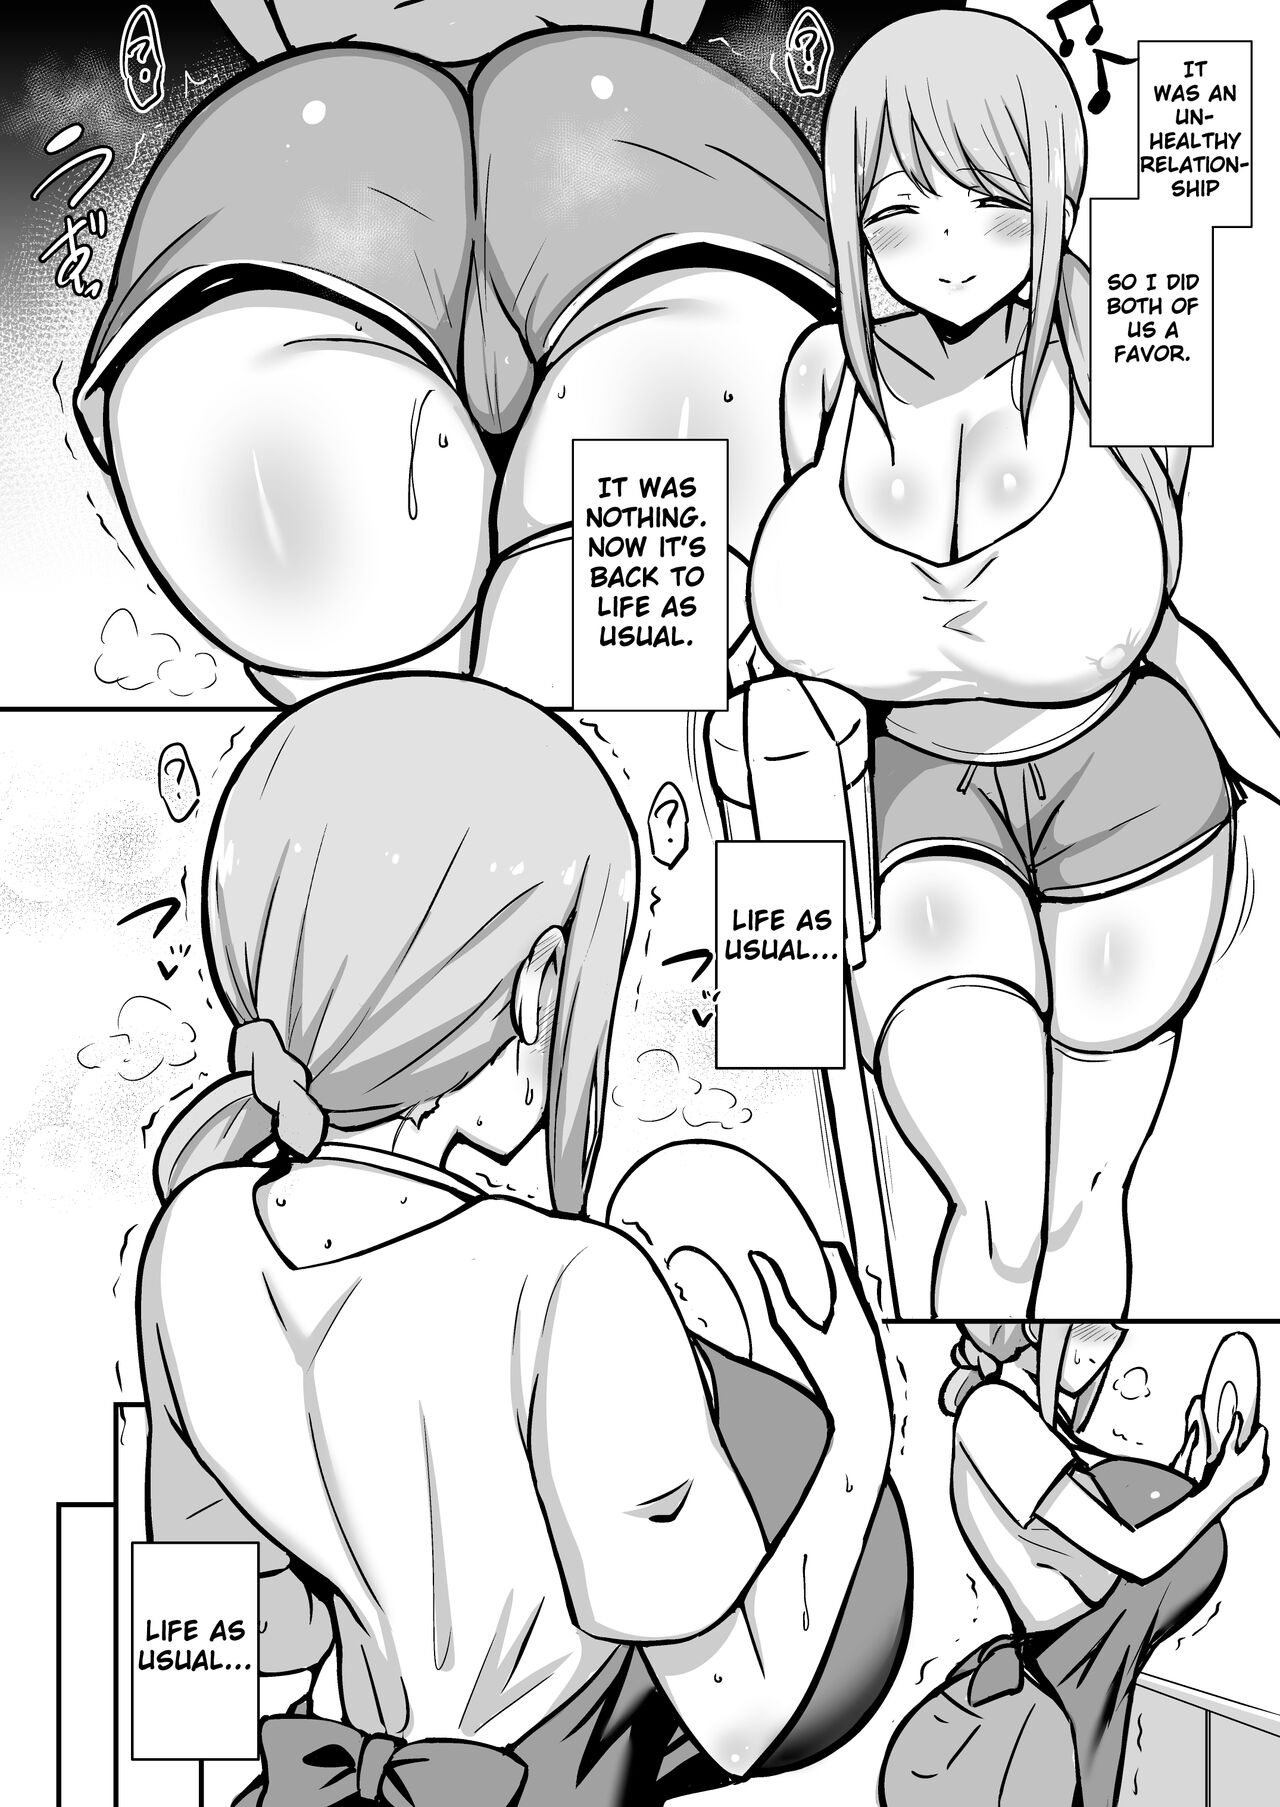 IT
WAS AN
UN-
HEALTHY
RELATION-
SHIP
SO I DID
BOTH OF
US A
FAVOR.
?
?
IT WAS
NOTHING.
NOW IT'S
BACK TO
LIFE AS
USUAL.
?
?
LIFE AS
USUAL...
LIFE AS
USUAL...